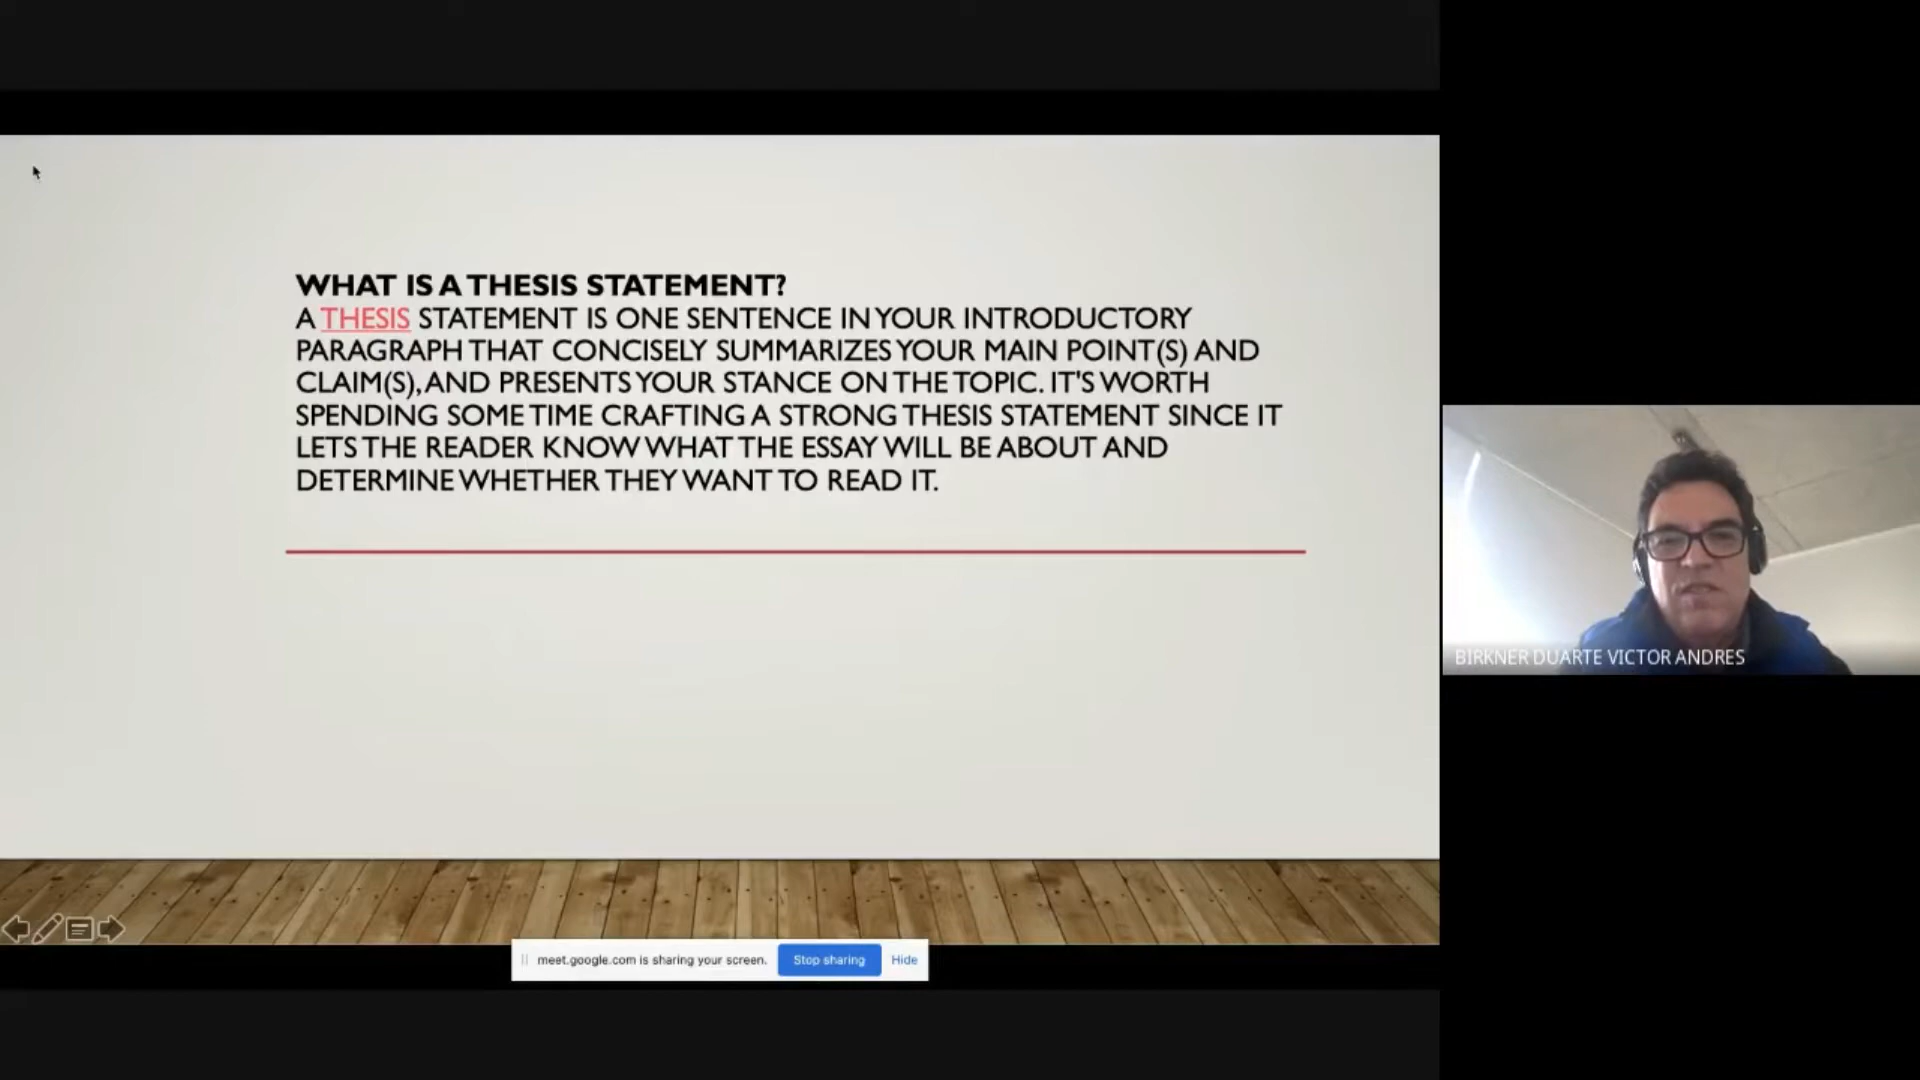 WHAT IS A THESIS STATEMENT?
A THESIS STATEMENT IS ONE SENTENCE IN YOUR INTRODUCTORY
PARAGRAPH THAT CONCISELY SUMMARIZES YOUR MAIN POINT(S) AND
CLAIM(S), AND PRESENTS YOUR STANCE ON THE TOPIC. IT'S WORTH
SPENDING SOME TIME CRAFTING A STRONG THESIS STATEMENT SINCE IT
LETS THE READER KNOW WHAT THE ESSAY WILL BE ABOUT AND
DETERMINE WHETHER THEY WANT TO READ IT.
BIRKNER DUARTE VICTOR ANDRES
meet.google.com is sharing your screen. Stop sharing Hide